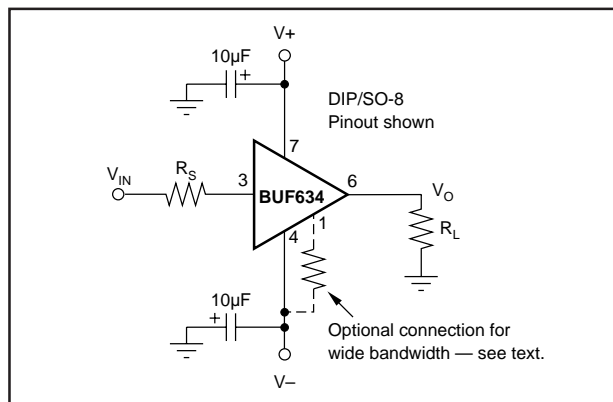 V+
10µF
+
DIP/SO-8
Pinout shown
7
R_S
V_IN
3
BUF634
6
V_O
1
4
R_L
10µF
+
Optional connection for
wide bandwidth — see text.
V–